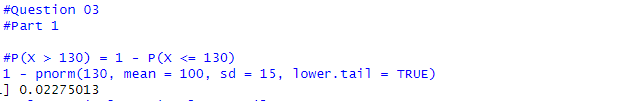 #Question 03
#Part 1
#P(X > 130) = 1 - P(X <= 130)
1 - pnorm(130, mean = 100, sd = 15, lower.tail = TRUE)
] 0.02275013